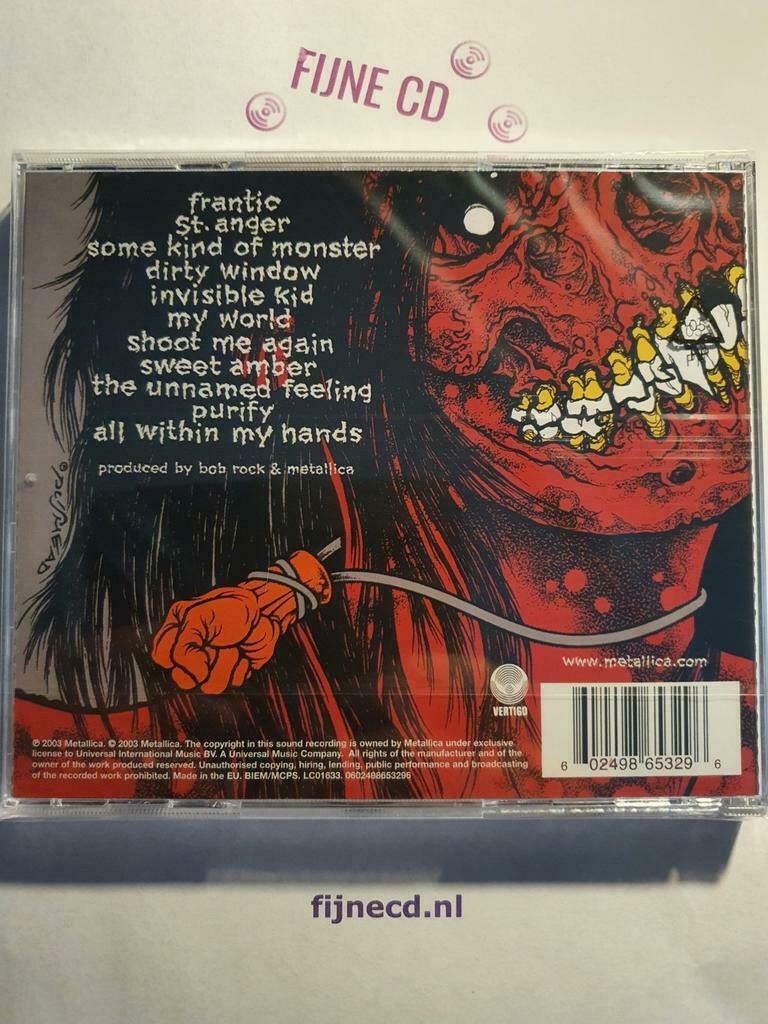 FIJNE CD
frantic
St. anger
some kind of monster
dirty window
invisible kid
my world
shoot me again
sweet amber
the unnamed feeling
purify
all within my hands
produced by bob rock & metallica
© PUSHEAD
www.metallica.com
VERTIGO
℗ 2003 Metallica. © 2003 Metallica. The copyright in this sound recording is owned by Metallica under exclusive
license to Universal International Music BV. A Universal Music Company. All rights of the manufacturer and of the
owner of the work produced reserved. Unauthorised copying, hiring, lending, public performance and broadcasting
of the recorded work prohibited. Made in the EU. BIEM/MCPS. LC01633. 0602498653296
6 02498 65329 6
fijnecd.nl